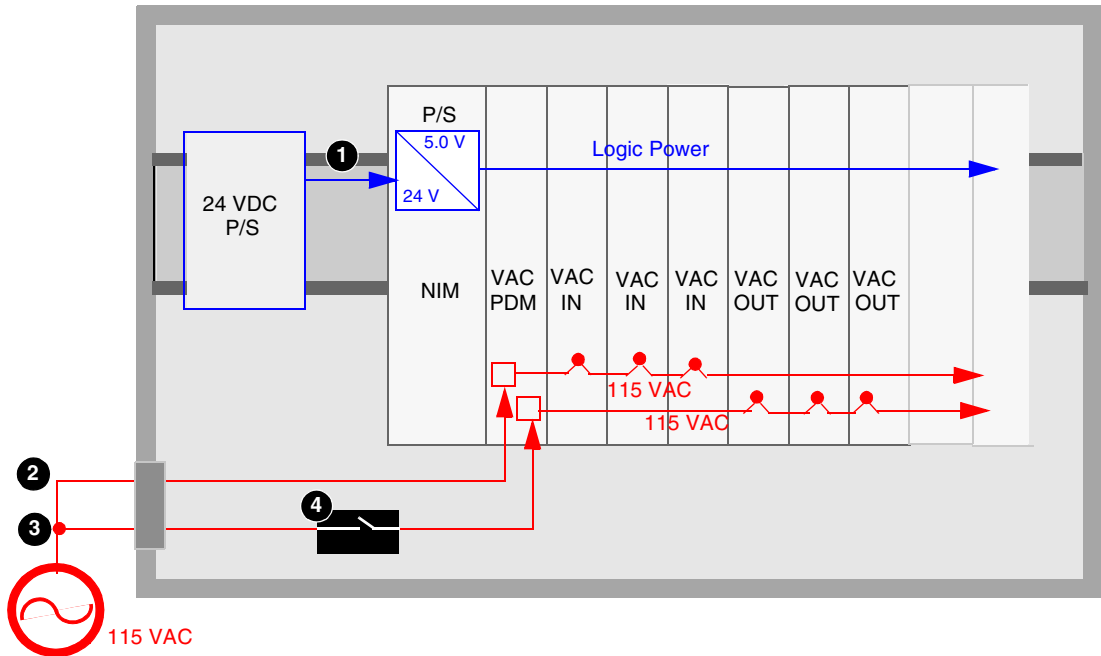 P/S
5.0 V
24 V
1
Logic Power
24 VDC
P/S
NIM
VAC
PDM
VAC
IN
VAC
IN
VAC
IN
VAC
OUT
VAC
OUT
VAC
OUT
115 VAC
115 VAC
2
3
4
115 VAC